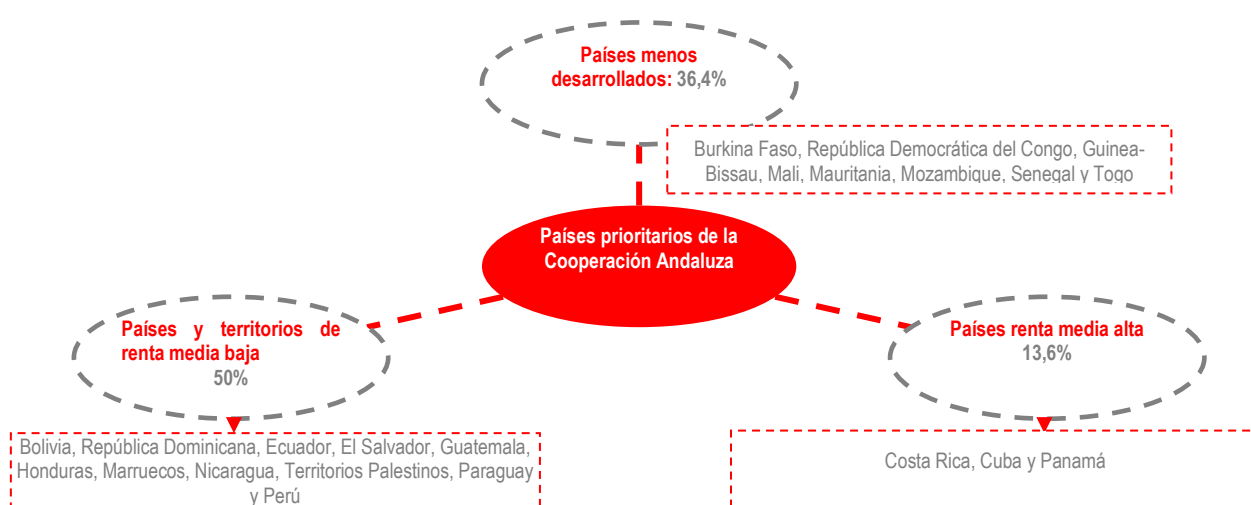 Países menos
desarrollados: 36,4%
Burkina Faso, República Democrática del Congo, Guinea-
Bissau, Mali, Mauritania, Mozambique, Senegal y Togo
Países prioritarios de la
Cooperación Andaluza
Países y territorios de
renta media baja
50%
Países renta media alta
13,6%
Bolivia, República Dominicana, Ecuador, El Salvador, Guatemala,
Honduras, Marruecos, Nicaragua, Territorios Palestinos, Paraguay
y Perú
Costa Rica, Cuba y Panamá